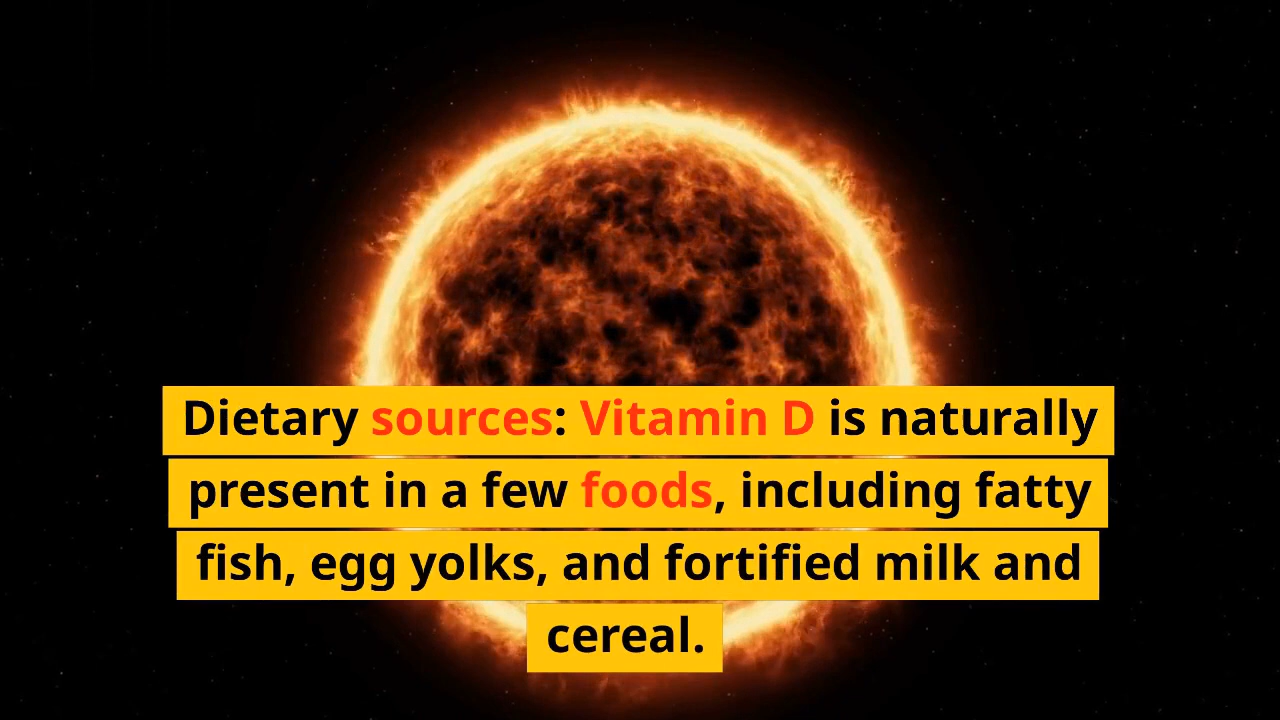 Dietary sources: Vitamin D is naturally
present in a few foods, including fatty
fish, egg yolks, and fortified milk and
cereal.